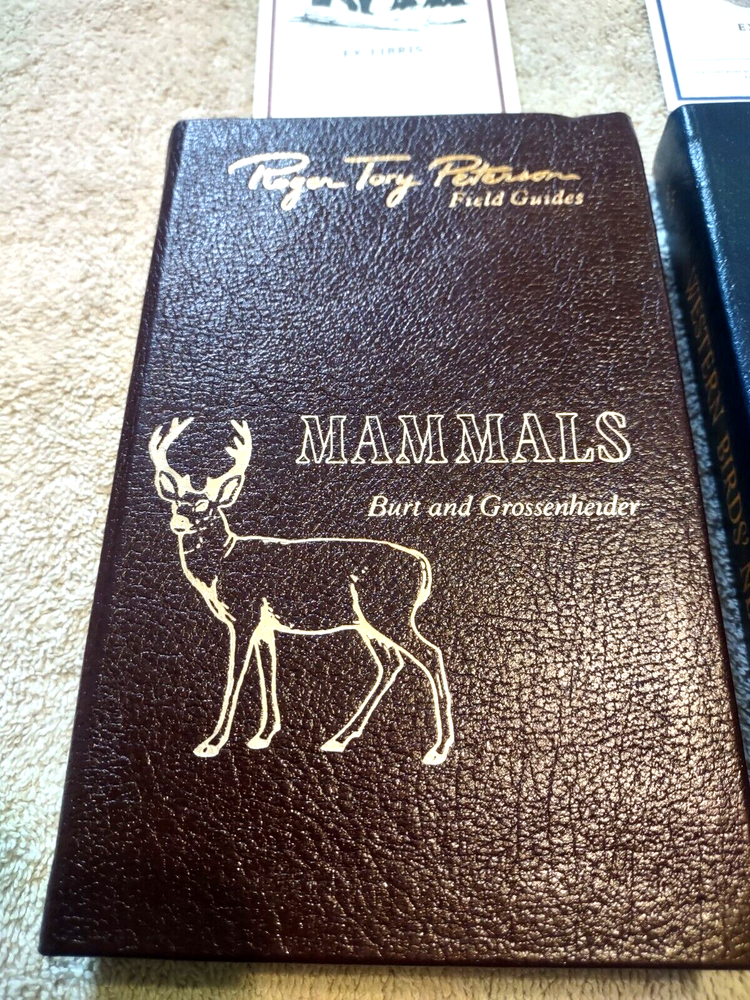 EX LIBRIS
Roger Tory Peterson
Field Guides
MAMMALS
Burt and Grossenheider
WESTERN BIRDS